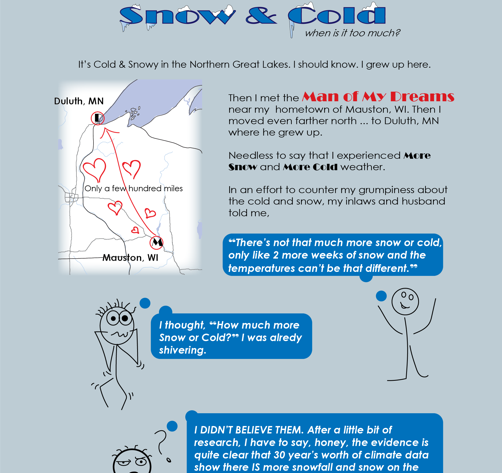 Snow & Cold
when is it too much?
It's Cold & Snowy in the Northern Great Lakes. I should know. I grew up here.
Duluth, MN
L
Only a few hundred miles
M
Mauston, WI
Then I met the Man of My Dreams
near my hometown of Mauston, WI. Then I
moved even farther north ... to Duluth, MN
where he grew up.
Needless to say that I experienced More
Snow and More Cold weather.
In an effort to counter my grumpiness about
the cold and snow, my inlaws and husband
told me,
"There's not that much more snow or cold,
only like 2 more weeks of snow and the
temperatures can't be that different."
I thought, "How much more
Snow or Cold?" I was alredy
shivering.
?
I DIDN'T BELIEVE THEM. After a little bit of
research, I have to say, honey, the evidence is
quite clear that 30 year's worth of climate data
show there IS more snowfall and snow on the